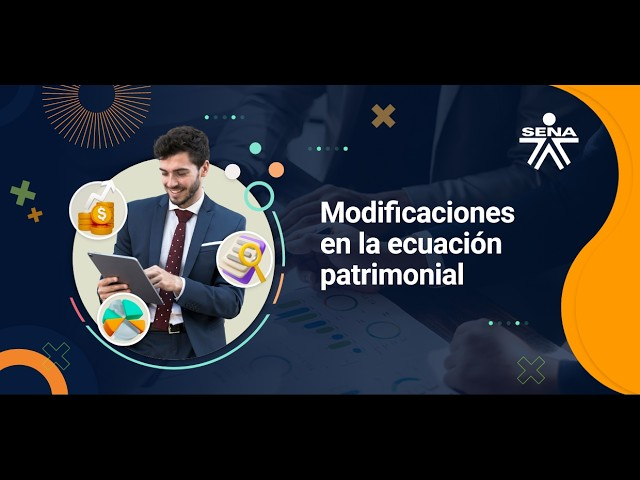 SENA
Modificaciones
en la ecuación
patrimonial